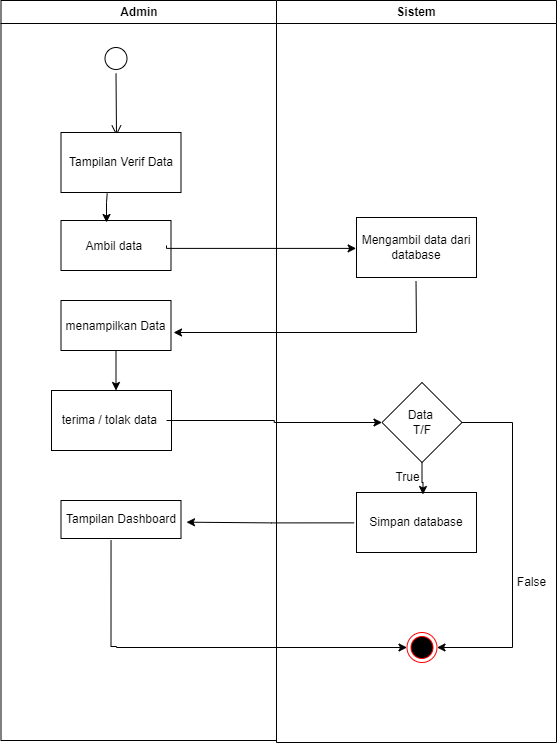 Admin
Sistem
Tampilan Verif Data
Ambil data
Mengambil data dari
database
menampilkan Data
terima / tolak data
Data
T/F
True
Tampilan Dashboard
Simpan database
False